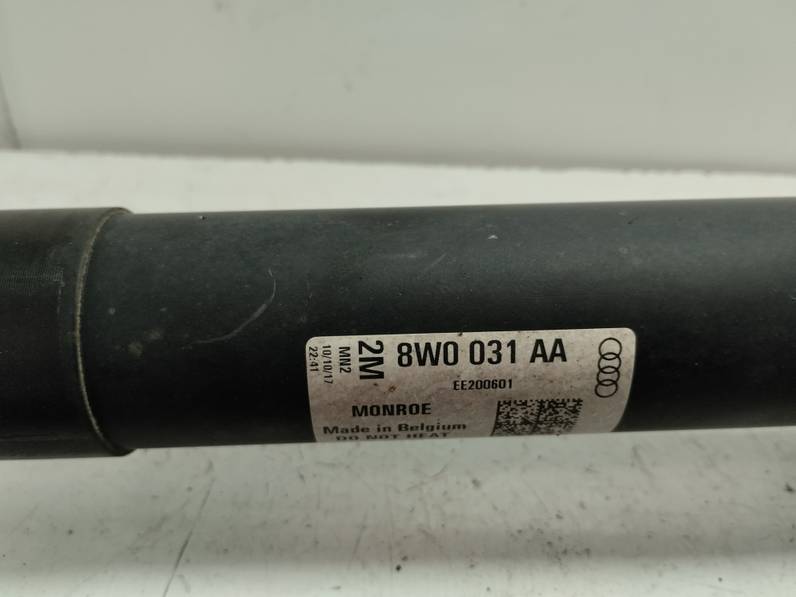 MN2
10/10/17
22:41
2M
8W0 031 AA
EE200601
MONROE
Made in Belgium
DO NOT HEAT